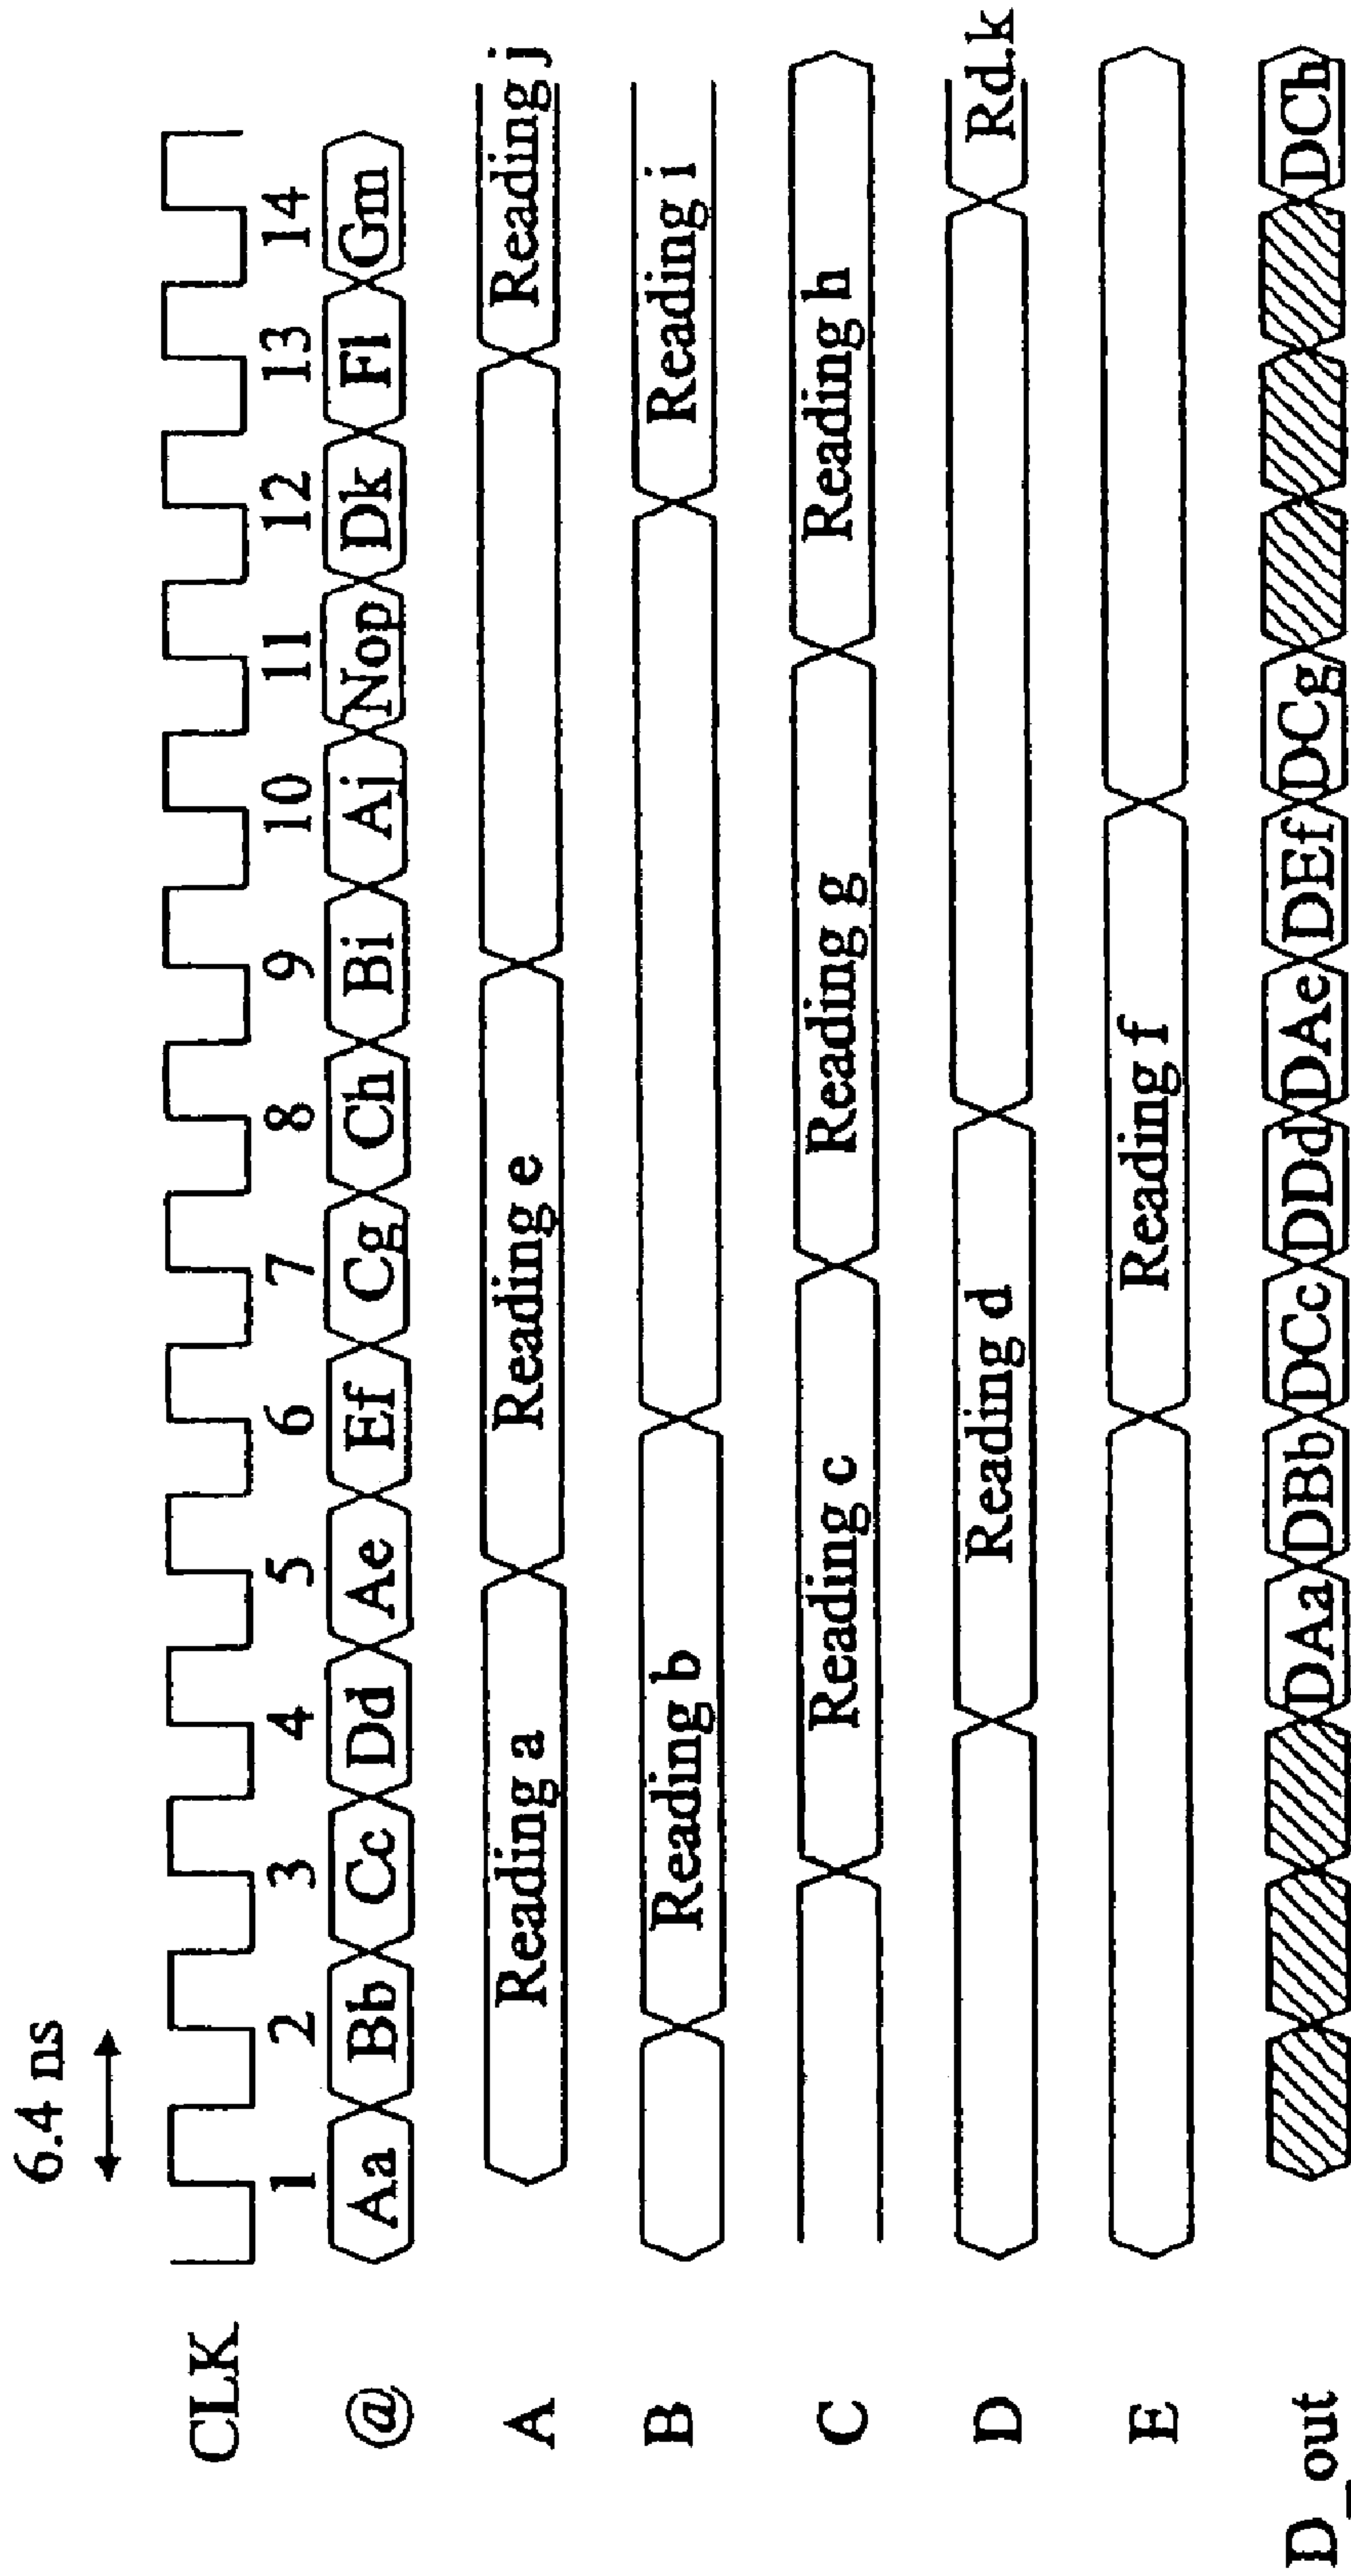 6.4 ns
CLK
1 2 3 4 5 6 7 8 9 10 11 12 13 14
@ Aa Bb Cc Dd Ae Ef Cg Ch Bi Aj Nop Dk Fl Gm
A Reading a Reading e Reading j
B Reading b Reading i
C Reading c Reading g Reading h
D Reading d Rd.k
E Reading f
D_out DAa DBb DCc DDd DAe DEf DCg DCh